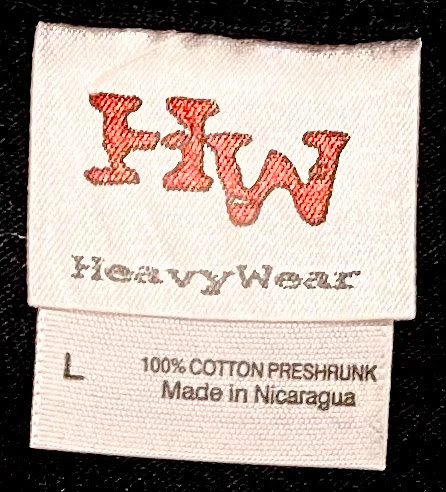 HW
HeavyWear
L
100% COTTON PRESHRUNK
Made in Nicaragua